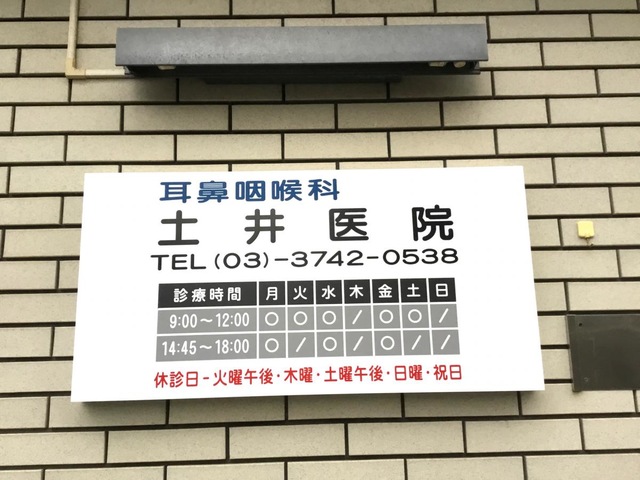 耳鼻咽喉科
土井医院
TEL(03)-3742-0538
診療時間 月 火 水 木 金 土 日
9:00～12:00 ○ ○ ○ / ○ ○ /
14:45～18:00 ○ / ○ / ○ / /
休診日-火曜午後・木曜・土曜午後・日曜・祝日